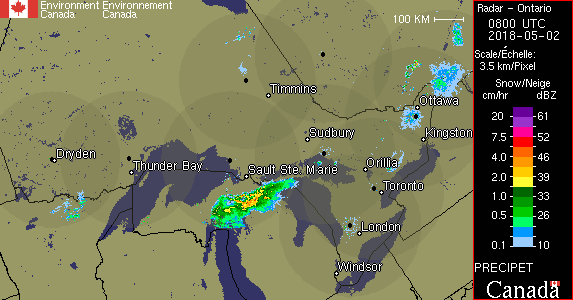 Environment Environnement
Canada Canada
100 KM
Timmins
Ottawa
Sudbury
Kingston
Dryden
Thunder Bay
Sault Ste. Marie
Orillia
Toronto
London
Windsor
Radar - Ontario
0800 UTC
2018-05-02
Scale/Échelle:
3.5 km/Pixel
Snow/Neige
cm/hr dBZ
20 61
7.5 52
4.0 46
2.0 39
1.0 33
0.5 26
0.1 10
PRECIPET
Canada